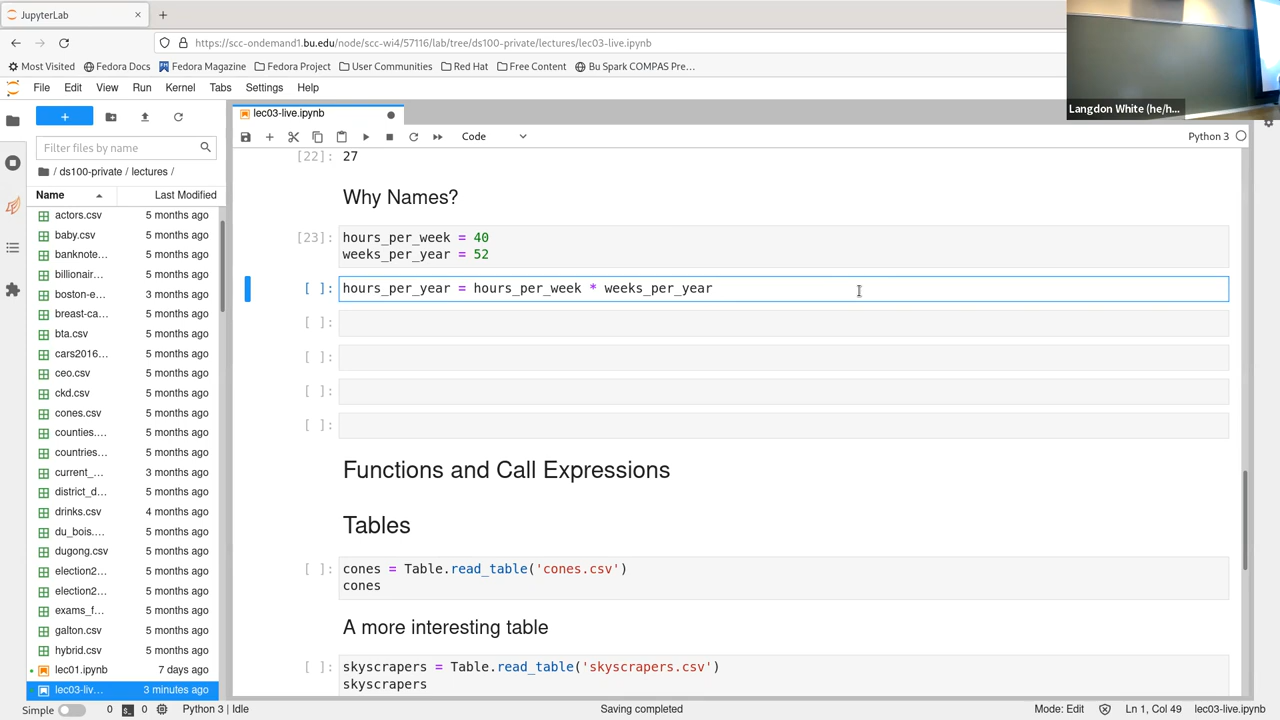 JupyterLab
https://scc-ondemand1.bu.edu/node/scc-wi4/57116/lab/tree/ds100-private/lectures/lec03-live.ipynb
Most Visited Fedora Docs Fedora Magazine Fedora Project User Communities Red Hat Free Content Bu Spark COMPAS Pre…
Langdon White (he/h...
File Edit View Run Kernel Tabs Settings Help
lec03-live.ipynb
Code
Python 3
Filter files by name
/ ds100-private / lectures /
Name Last Modified
actors.csv 5 months ago
baby.csv 5 months ago
banknote... 5 months ago
billionair... 5 months ago
boston-e... 3 months ago
breast-ca... 5 months ago
bta.csv 5 months ago
cars2016... 5 months ago
ceo.csv 5 months ago
ckd.csv 5 months ago
cones.csv 5 months ago
counties.... 5 months ago
countries... 5 months ago
current_... 3 months ago
district_d... 5 months ago
drinks.csv 4 months ago
du_bois.... 5 months ago
dugong.csv 5 months ago
election2... 5 months ago
election2... 5 months ago
exams_f... 5 months ago
galton.csv 5 months ago
hybrid.csv 5 months ago
lec01.ipynb 7 days ago
lec03-liv... 3 minutes ago
[22]: 27
Why Names?
[23]: hours_per_week = 40
weeks_per_year = 52
[ ]: hours_per_year = hours_per_week * weeks_per_year
[ ]:
[ ]:
[ ]:
[ ]:
Functions and Call Expressions
Tables
[ ]: cones = Table.read_table('cones.csv')
cones
A more interesting table
[ ]: skyscrapers = Table.read_table('skyscrapers.csv')
skyscrapers
Simple 0 0 Python 3 | Idle Saving completed Mode: Edit Ln 1, Col 49 lec03-live.ipynb